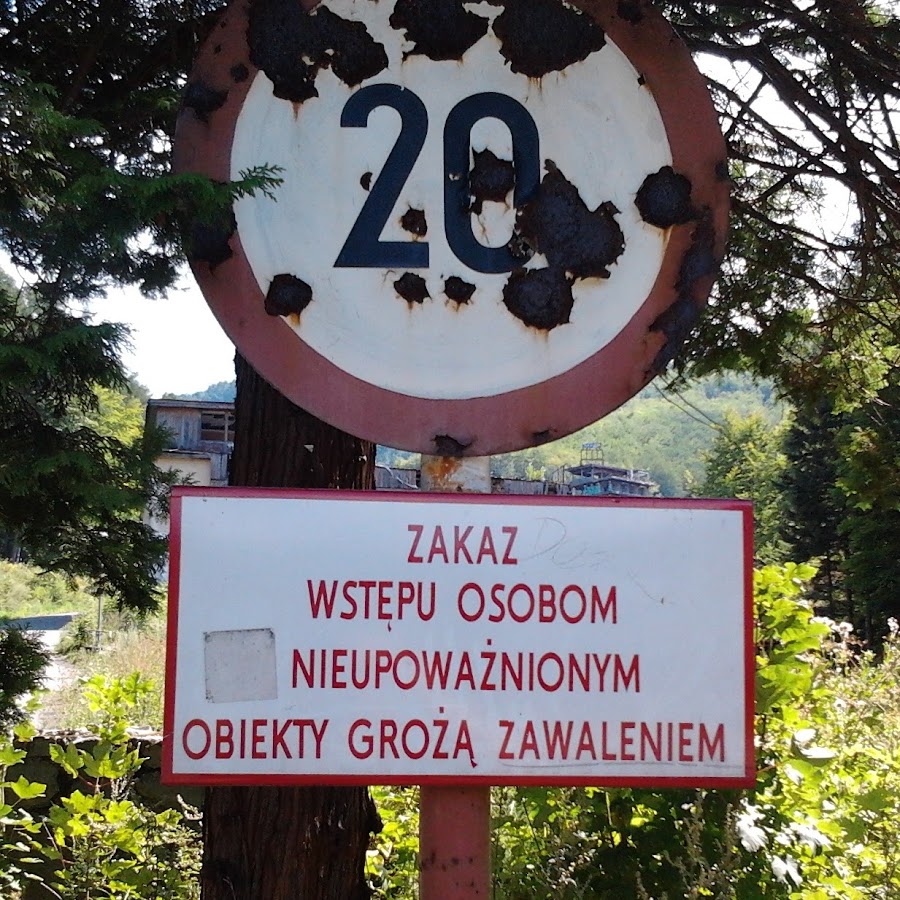 20
ZAKAZ
WSTĘPU OSOBOM
NIEUPOWAŻNIONYM
OBIEKTY GROŻĄ ZAWALENIEM